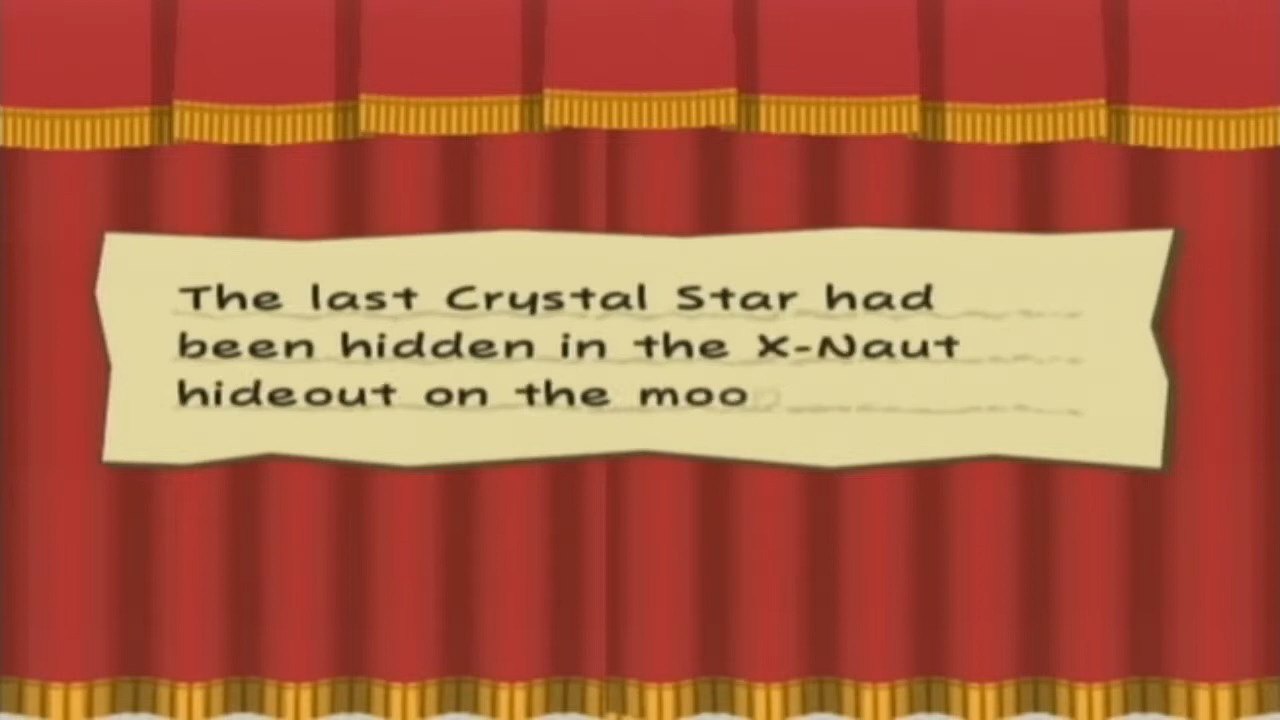 The last Crystal Star had
been hidden in the X-Naut
hideout on the moo